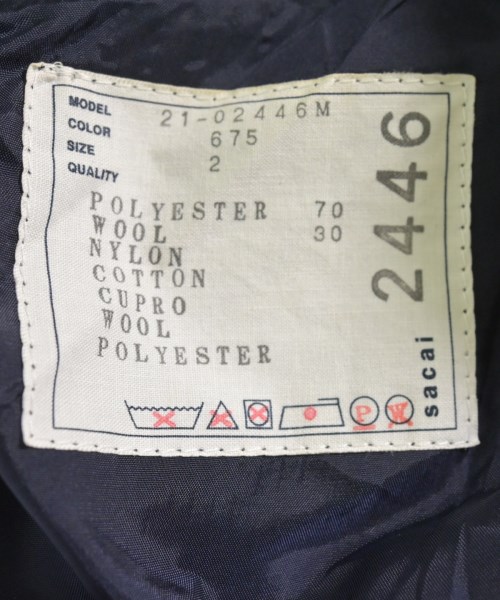 MODEL 21-02446M
COLOR 675
SIZE 2
QUALITY
POLYESTER 70
WOOL 30
NYLON
COTTON
CUPRO
WOOL
POLYESTER
P W
2446
sacai